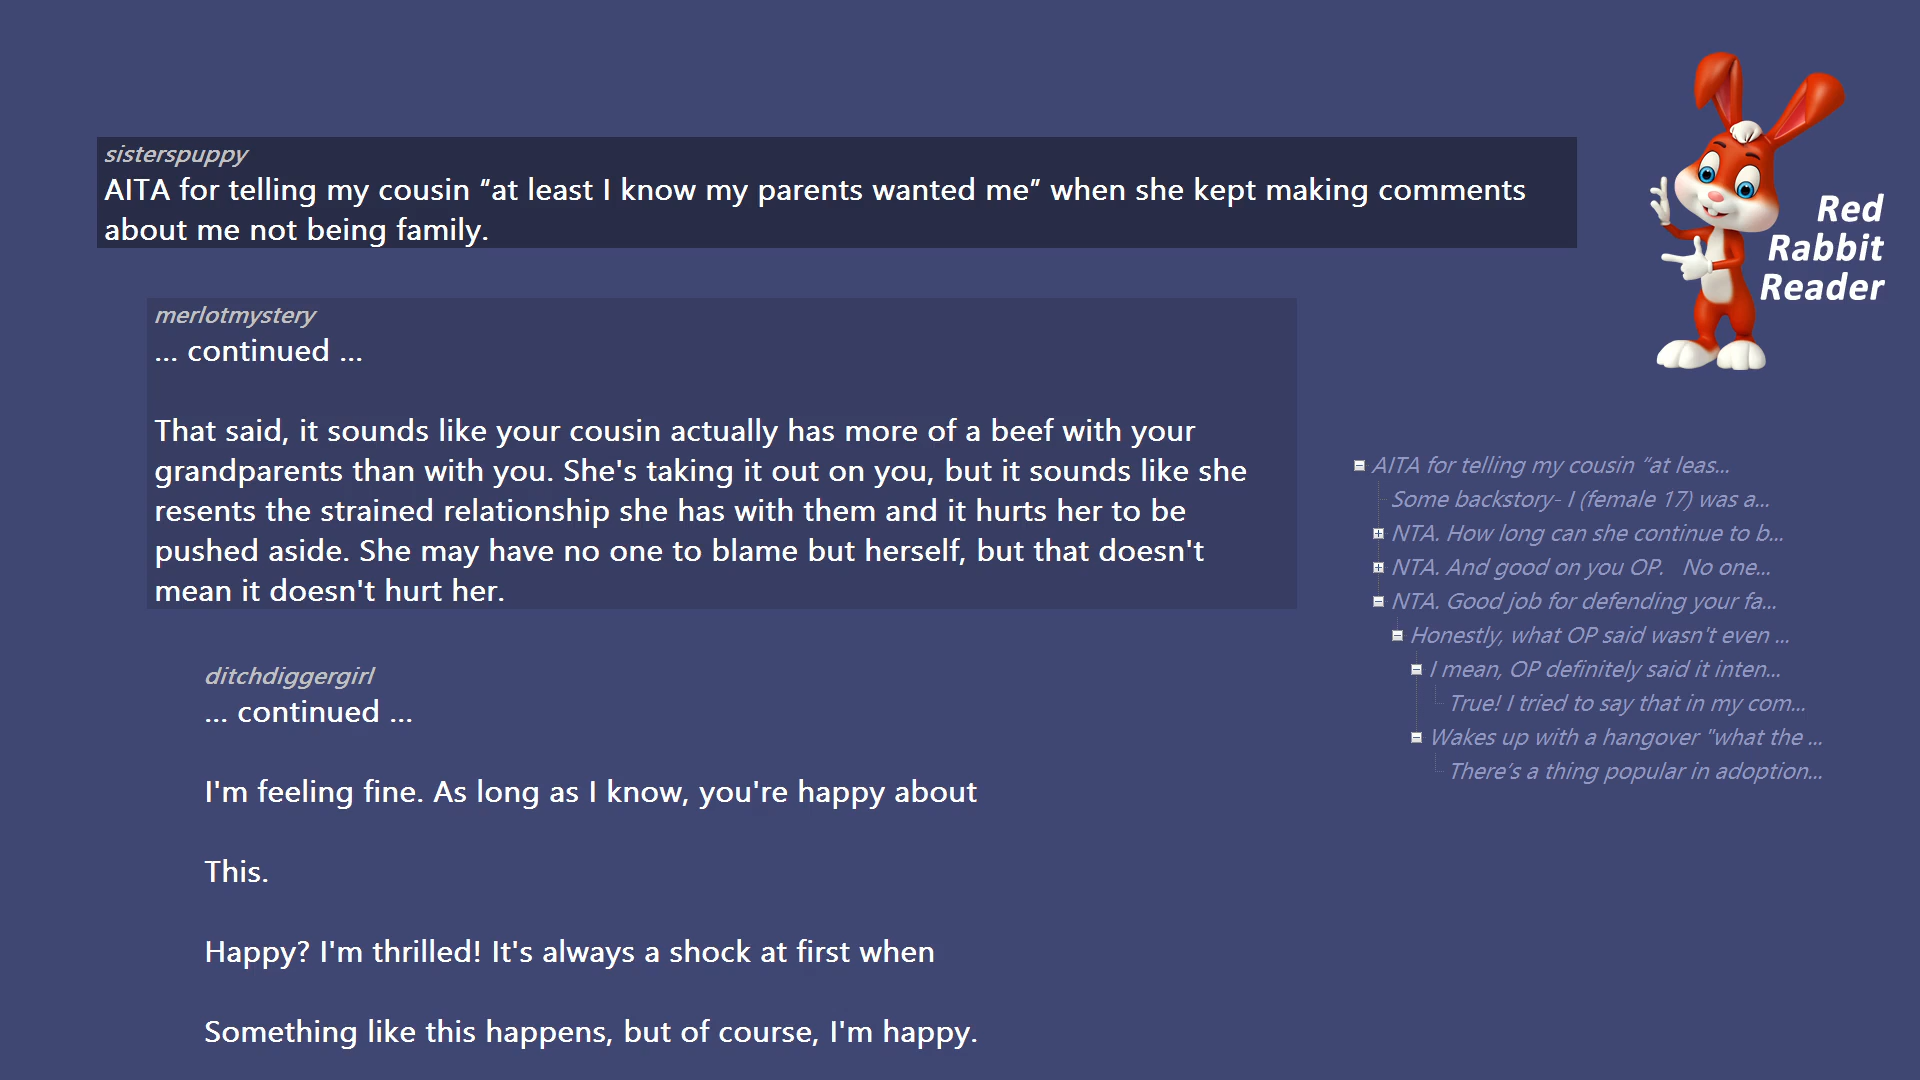 sisterspuppy
AITA for telling my cousin “at least I know my parents wanted me” when she kept making comments
about me not being family.
merlotmystery
... continued ...
That said, it sounds like your cousin actually has more of a beef with your
grandparents than with you. She's taking it out on you, but it sounds like she
resents the strained relationship she has with them and it hurts her to be
pushed aside. She may have no one to blame but herself, but that doesn't
mean it doesn't hurt her.
ditchdiggergirl
... continued ...
I'm feeling fine. As long as I know, you're happy about
This.
Happy? I'm thrilled! It's always a shock at first when
Something like this happens, but of course, I'm happy.
Red
Rabbit
Reader
AITA for telling my cousin “at leas...
Some backstory- I (female 17) was a...
NTA. How long can she continue to b...
NTA. And good on you OP. No one...
NTA. Good job for defending your fa...
Honestly, what OP said wasn't even ...
I mean, OP definitely said it inten...
True! I tried to say that in my com...
Wakes up with a hangover "what the ...
There’s a thing popular in adoption...